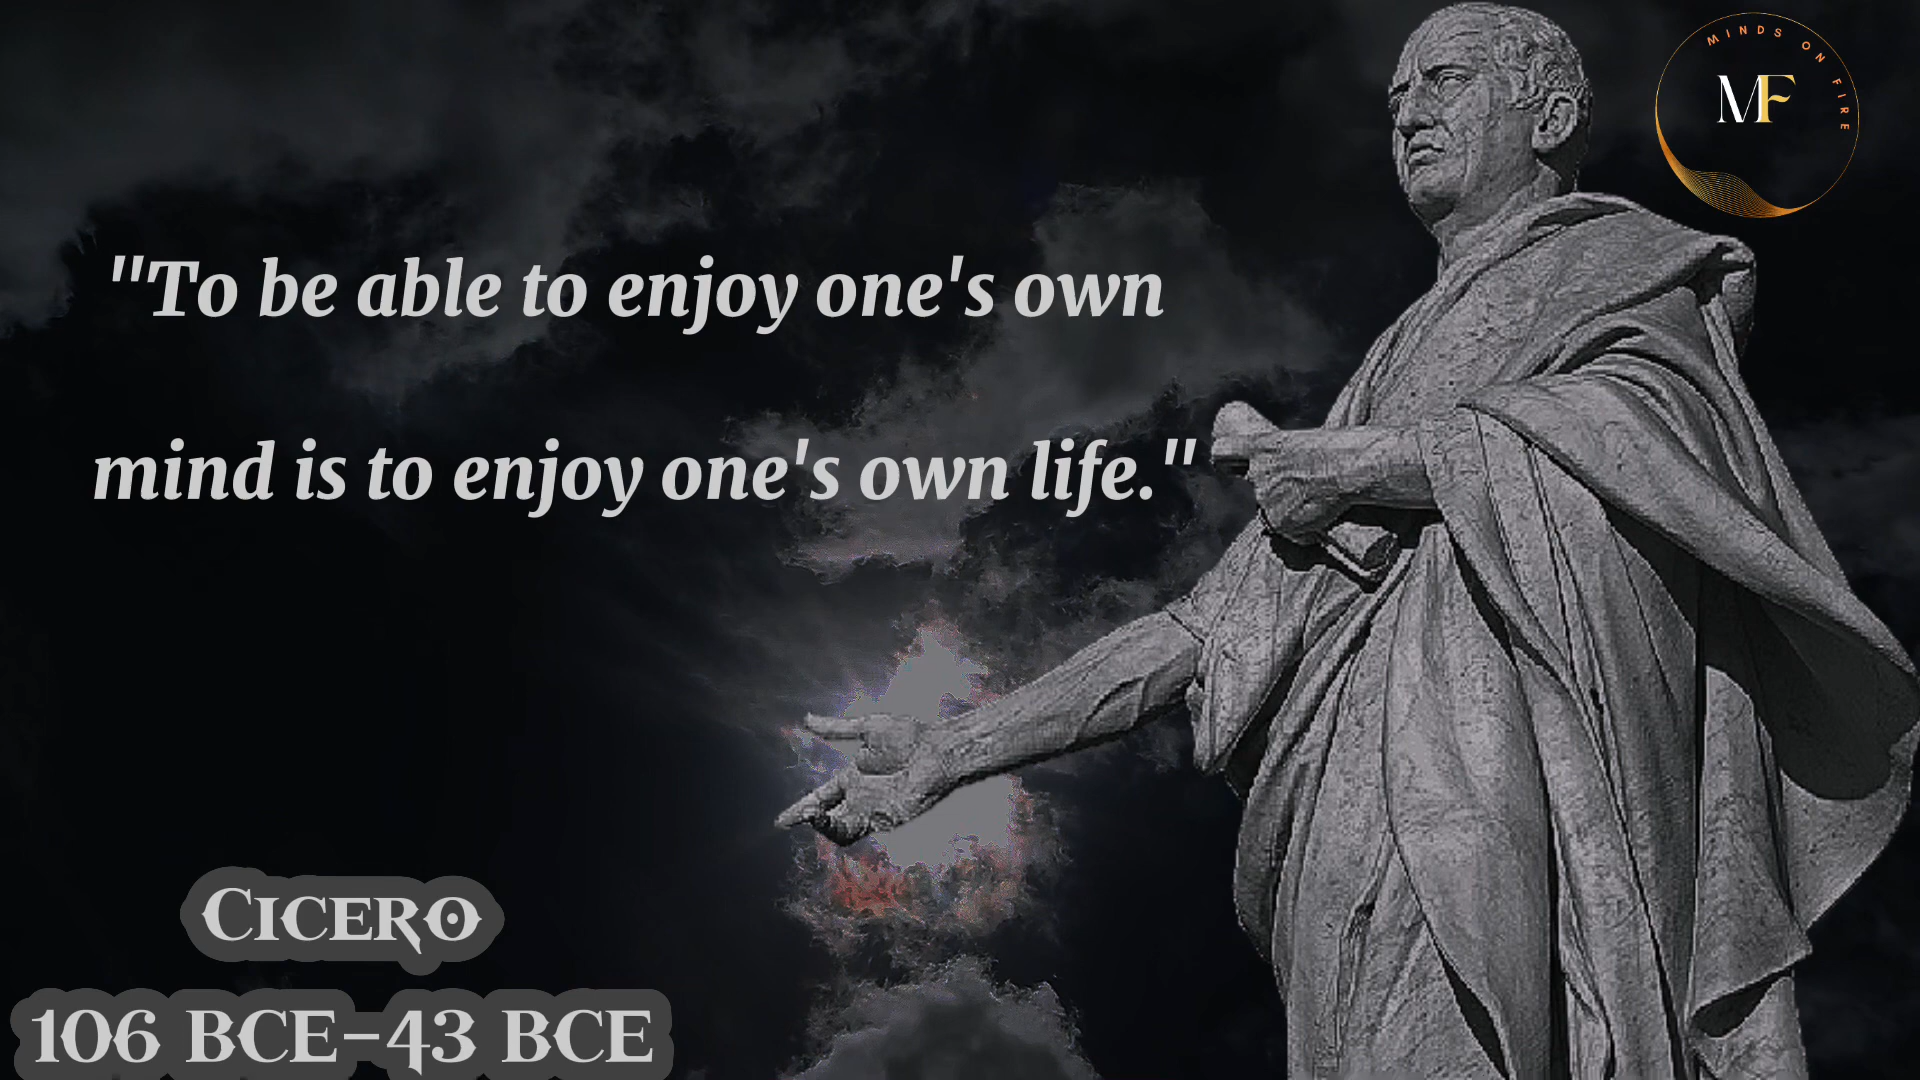 MINDS ON FIRE
MF
"To be able to enjoy one's own
mind is to enjoy one's own life."
Cicero
106 BCE-43 BCE